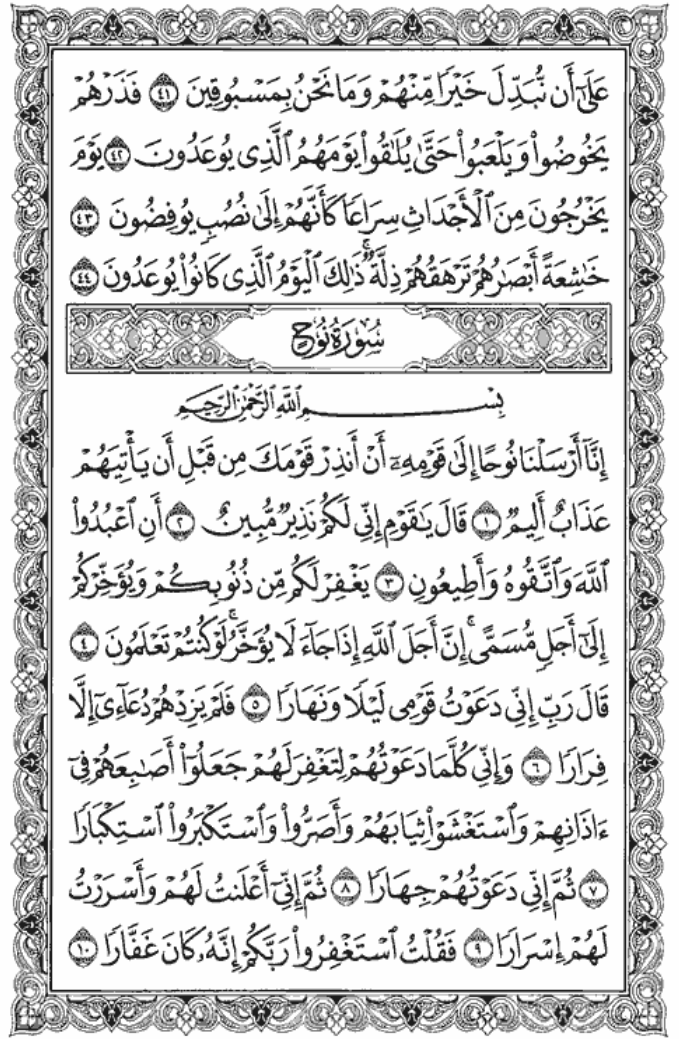 عَلَىٰٓ أَن نُّبَدِّلَ خَيْرًا مِّنْهُمْ وَمَا نَحْنُ بِمَسْبُوقِينَ ٤١ فَذَرْهُمْ
يَخُوضُوا۟ وَيَلْعَبُوا۟ حَتَّىٰ يُلَٰقُوا۟ يَوْمَهُمُ ٱلَّذِى يُوعَدُونَ ٤٢ يَوْمَ
يَخْرُجُونَ مِنَ ٱلْأَجْدَاثِ سِرَاعًا كَأَنَّهُمْ إِلَىٰ نُصُبٍ يُوفِضُونَ ٤٣
خَٰشِعَةً أَبْصَٰرُهُمْ تَرْهَقُهُمْ ذِلَّةٌ ۚ ذَٰلِكَ ٱلْيَوْمُ ٱلَّذِى كَانُوا۟ يُوعَدُونَ ٤٤
سُورَةُ نُوحٍ
بِسْمِ ٱللَّهِ ٱلرَّحْمَٰنِ ٱلرَّحِيمِ
إِنَّآ أَرْسَلْنَا نُوحًا إِلَىٰ قَوْمِهِۦٓ أَنْ أَنذِرْ قَوْمَكَ مِن قَبْلِ أَن يَأْتِيَهُمْ
عَذَابٌ أَلِيمٌ ١ قَالَ يَٰقَوْمِ إِنِّى لَكُمْ نَذِيرٌ مُّبِينٌ ٢ أَنِ ٱعْبُدُوا۟
ٱللَّهَ وَٱتَّقُوهُ وَأَطِيعُونِ ٣ يَغْفِرْ لَكُم مِّن ذُنُوبِكُمْ وَيُؤَخِّرْكُمْ
إِلَىٰٓ أَجَلٍ مُّسَمًّى ۚ إِنَّ أَجَلَ ٱللَّهِ إِذَا جَآءَ لَا يُؤَخَّرُ ۖ لَوْ كُنتُمْ تَعْلَمُونَ ٤
قَالَ رَبِّ إِنِّى دَعَوْتُ قَوْمِى لَيْلًا وَنَهَارًا ٥ فَلَمْ يَزِدْهُمْ دُعَآءِىٓ إِلَّا
فِرَارًا ٦ وَإِنِّى كُلَّمَا دَعَوْتُهُمْ لِتَغْفِرَ لَهُمْ جَعَلُوٓا۟ أَصَٰبِعَهُمْ فِىٓ
ءَاذَانِهِمْ وَٱسْتَغْشَوْا۟ ثِيَابَهُمْ وَأَصَرُّوا۟ وَٱسْتَكْبَرُوا۟ ٱسْتِكْبَارًا
٧ ثُمَّ إِنِّى دَعَوْتُهُمْ جِهَارًا ٨ ثُمَّ إِنِّىٓ أَعْلَنتُ لَهُمْ وَأَسْرَرْتُ
لَهُمْ إِسْرَارًا ٩ فَقُلْتُ ٱسْتَغْفِرُوا۟ رَبَّكُمْ إِنَّهُۥ كَانَ غَفَّارًا ١٠